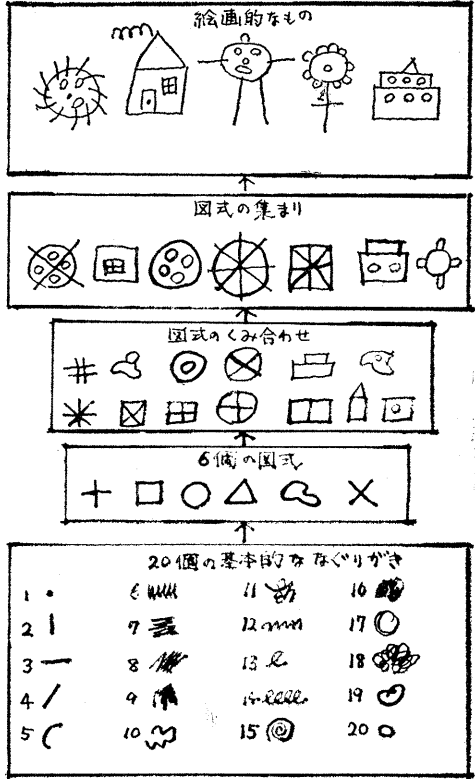 絵画的なもの
図式の集まり
図式のくみ合わせ
6個の図式
20個の基本的ななぐりがき
1 6 11 16
2 7 12 17
3 8 13 18
4 9 14 19
5 10 15 20